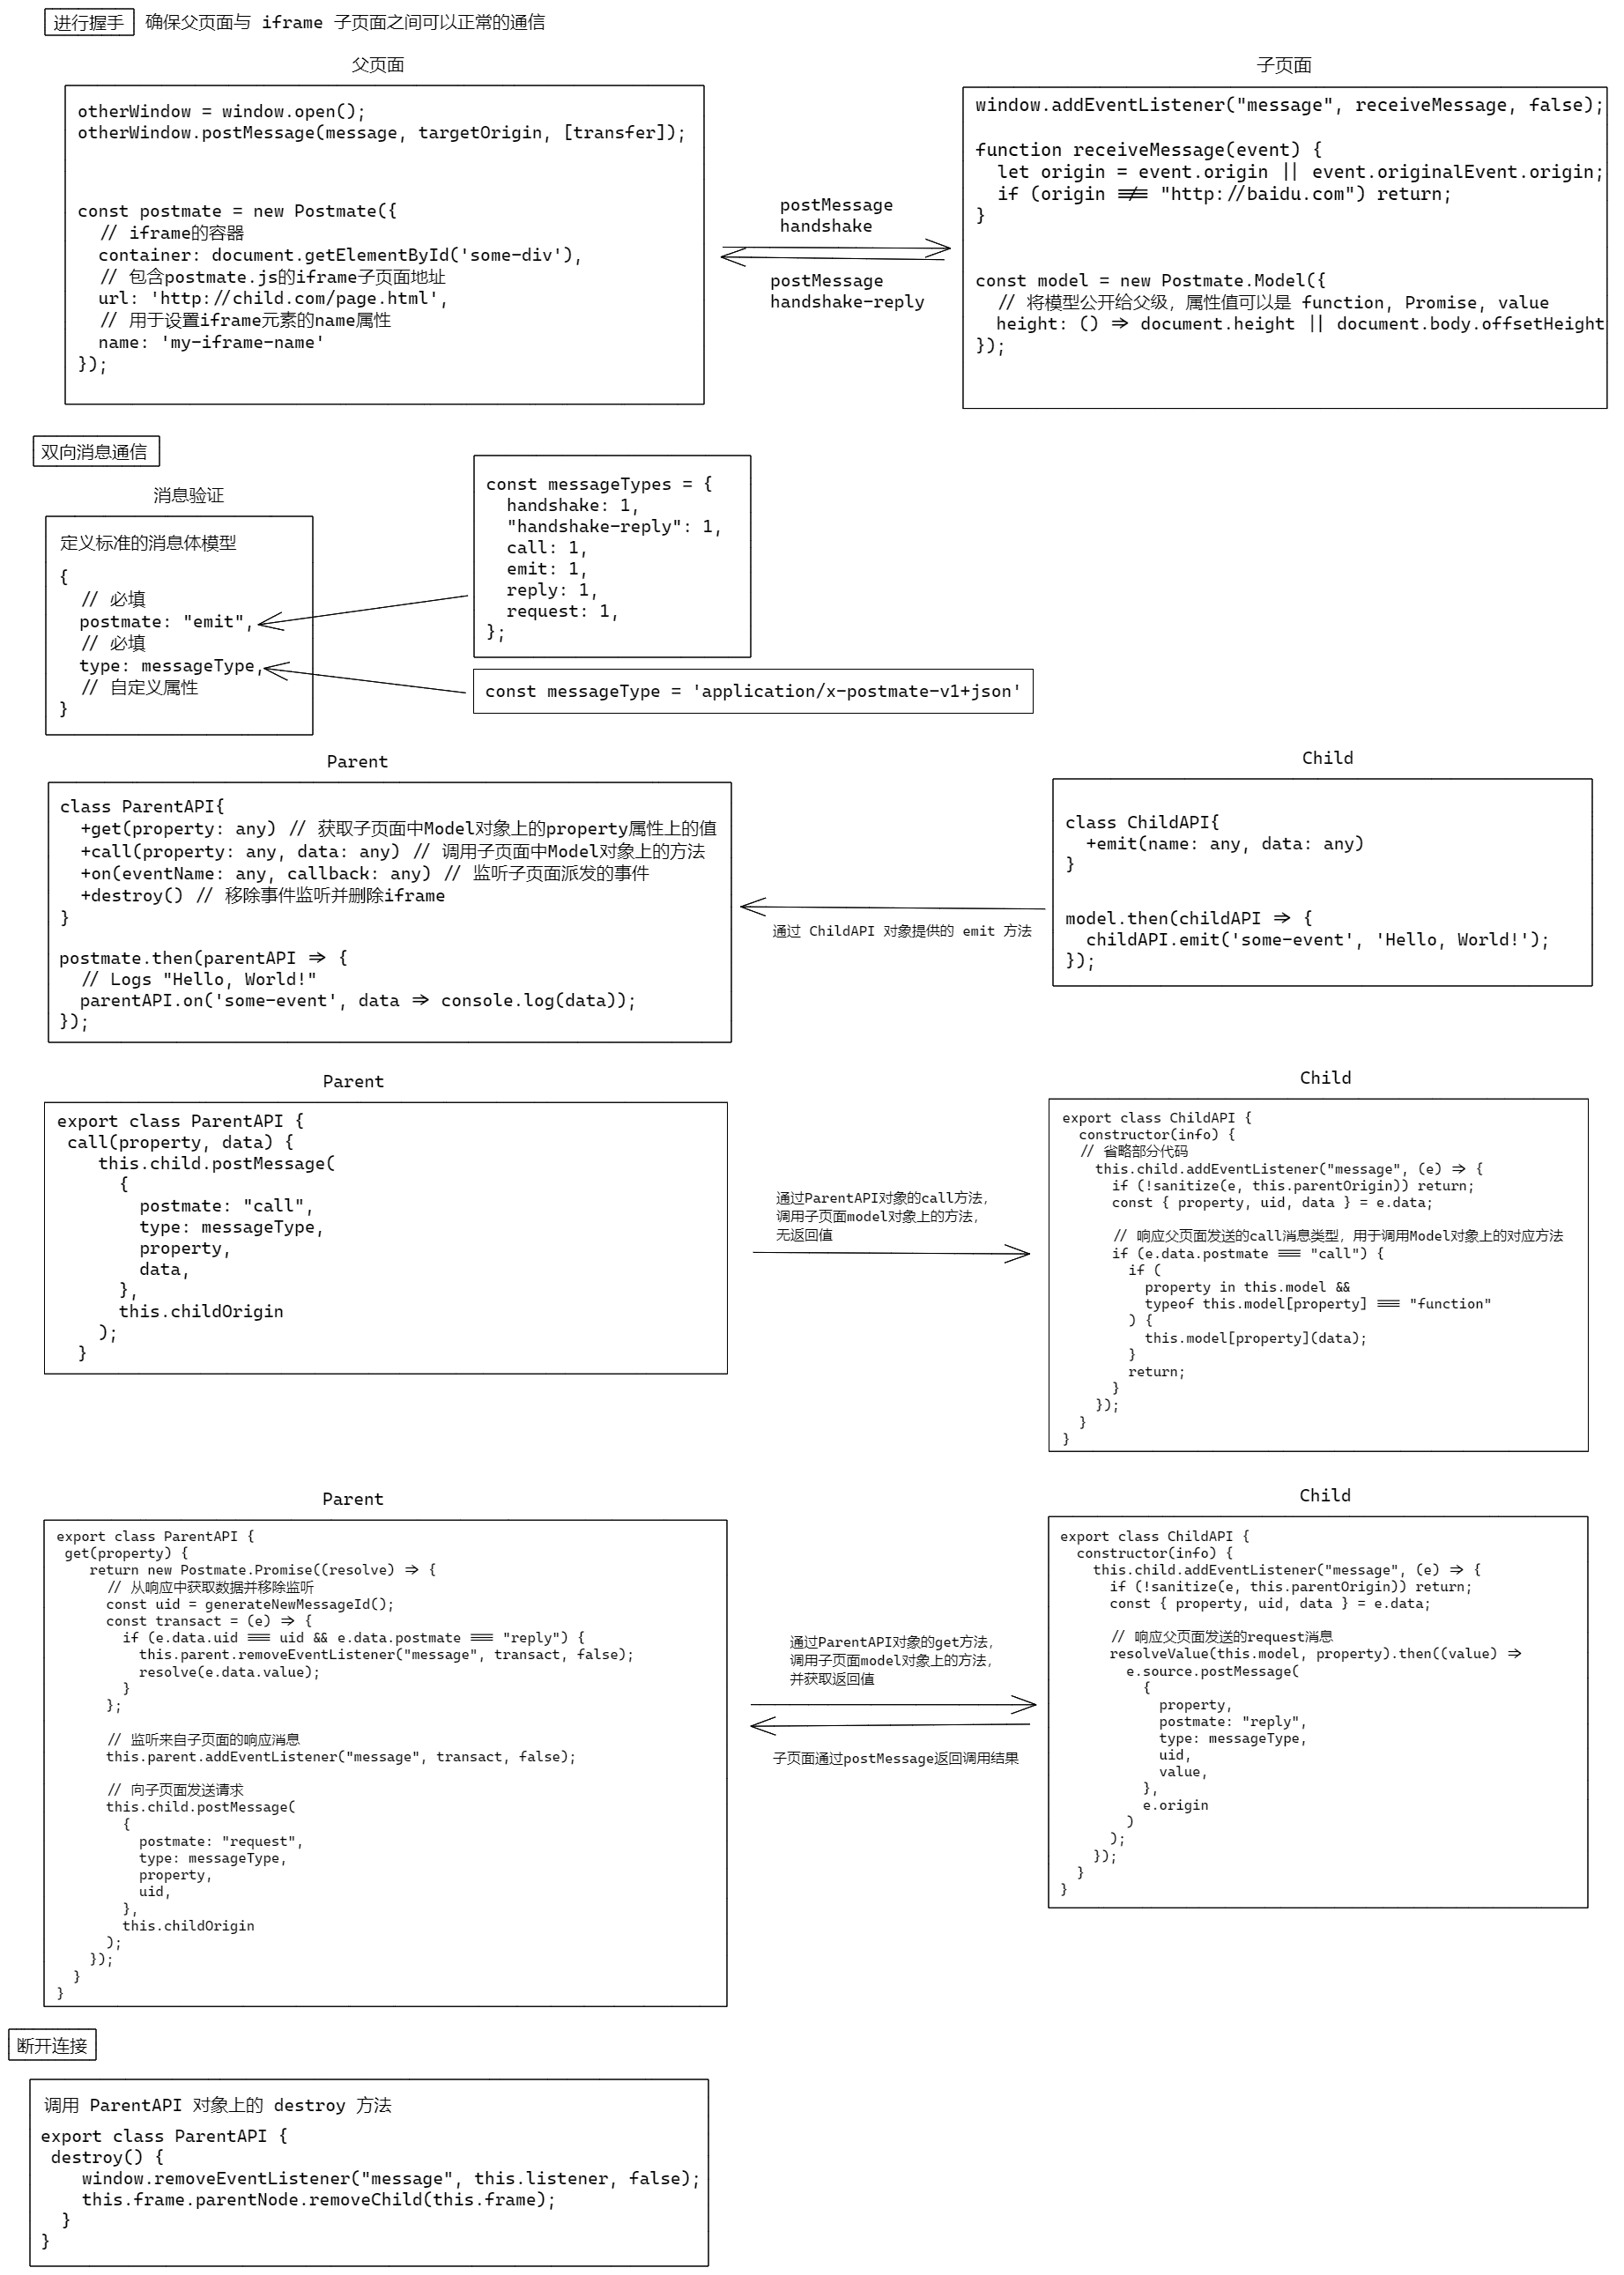 进行握手 确保父页面与 iframe 子页面之间可以正常的通信
父页面
otherWindow = window.open();
otherWindow.postMessage(message, targetOrigin, [transfer]);
const postmate = new Postmate({
// iframe的容器
container: document.getElementById('some-div'),
// 包含postmate.js的iframe子页面地址
url: 'http://child.com/page.html',
// 用于设置iframe元素的name属性
name: 'my-iframe-name'
});
postMessage
handshake
postMessage
handshake-reply
子页面
window.addEventListener("message", receiveMessage, false);
function receiveMessage(event) {
let origin = event.origin || event.originalEvent.origin;
if (origin !== "http://baidu.com") return;
}
const model = new Postmate.Model({
// 将模型公开给父级，属性值可以是 function, Promise, value
height: () => document.height || document.body.offsetHeight
});
双向消息通信
消息验证
定义标准的消息体模型
{
// 必填
postmate: "emit",
// 必填
type: messageType,
// 自定义属性
}
const messageTypes = {
handshake: 1,
"handshake-reply": 1,
call: 1,
emit: 1,
reply: 1,
request: 1,
};
const messageType = 'application/x-postmate-v1+json'
Parent
class ParentAPI{
+get(property: any) // 获取子页面中Model对象上的property属性上的值
+call(property: any, data: any) // 调用子页面中Model对象上的方法
+on(eventName: any, callback: any) // 监听子页面派发的事件
+destroy() // 移除事件监听并删除iframe
}
postmate.then(parentAPI => {
// Logs "Hello, World!"
parentAPI.on('some-event', data => console.log(data));
});
通过 ChildAPI 对象提供的 emit 方法
Child
class ChildAPI{
+emit(name: any, data: any)
}
model.then(childAPI => {
childAPI.emit('some-event', 'Hello, World!');
});
Parent
export class ParentAPI {
call(property, data) {
this.child.postMessage(
{
postmate: "call",
type: messageType,
property,
data,
},
this.childOrigin
);
}
通过ParentAPI对象的call方法，
调用子页面model对象上的方法，
无返回值
Child
export class ChildAPI {
constructor(info) {
// 省略部分代码
this.child.addEventListener("message", (e) => {
if (!sanitize(e, this.parentOrigin)) return;
const { property, uid, data } = e.data;
// 响应父页面发送的call消息类型，用于调用Model对象上的对应方法
if (e.data.postmate === "call") {
if (
property in this.model &&
typeof this.model[property] === "function"
) {
this.model[property](data);
}
return;
}
});
}
}
Parent
export class ParentAPI {
get(property) {
return new Postmate.Promise((resolve) => {
// 从响应中获取数据并移除监听
const uid = generateNewMessageId();
const transact = (e) => {
if (e.data.uid === uid && e.data.postmate === "reply") {
this.parent.removeEventListener("message", transact, false);
resolve(e.data.value);
}
};
// 监听来自子页面的响应消息
this.parent.addEventListener("message", transact, false);
// 向子页面发送请求
this.child.postMessage(
{
postmate: "request",
type: messageType,
property,
uid,
},
this.childOrigin
);
});
}
}
通过ParentAPI对象的get方法，
调用子页面model对象上的方法，
并获取返回值
子页面通过postMessage返回调用结果
Child
export class ChildAPI {
constructor(info) {
this.child.addEventListener("message", (e) => {
if (!sanitize(e, this.parentOrigin)) return;
const { property, uid, data } = e.data;
// 响应父页面发送的request消息
resolveValue(this.model, property).then((value) =>
e.source.postMessage(
{
property,
postmate: "reply",
type: messageType,
uid,
value,
},
e.origin
)
);
});
}
}
断开连接
调用 ParentAPI 对象上的 destroy 方法
export class ParentAPI {
destroy() {
window.removeEventListener("message", this.listener, false);
this.frame.parentNode.removeChild(this.frame);
}
}